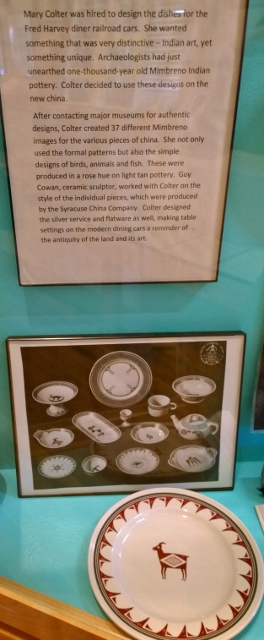 Mary Colter was hired to design the dishes for the
Fred Harvey diner railroad cars. She wanted
something that was very distinctive – Indian art, yet
something unique. Archaeologists had just
unearthed one-thousand-year old Mimbreno Indian
pottery. Colter decided to use these designs on the
new china.
After contacting major museums for authentic
designs, Colter created 37 different Mimbreno
images for the various pieces of china. She not only
used the formal patterns but also the simple
designs of birds, animals and fish. These were
produced in a rose hue on light tan pottery. Guy
Cowan, ceramic sculptor, worked with Colter on the
style of the individual pieces, which were produced
by the Syracuse China Company. Colter designed
the silver service and flatware as well, making table
settings on the modern dining cars a reminder of
the antiquity of the land and its art.